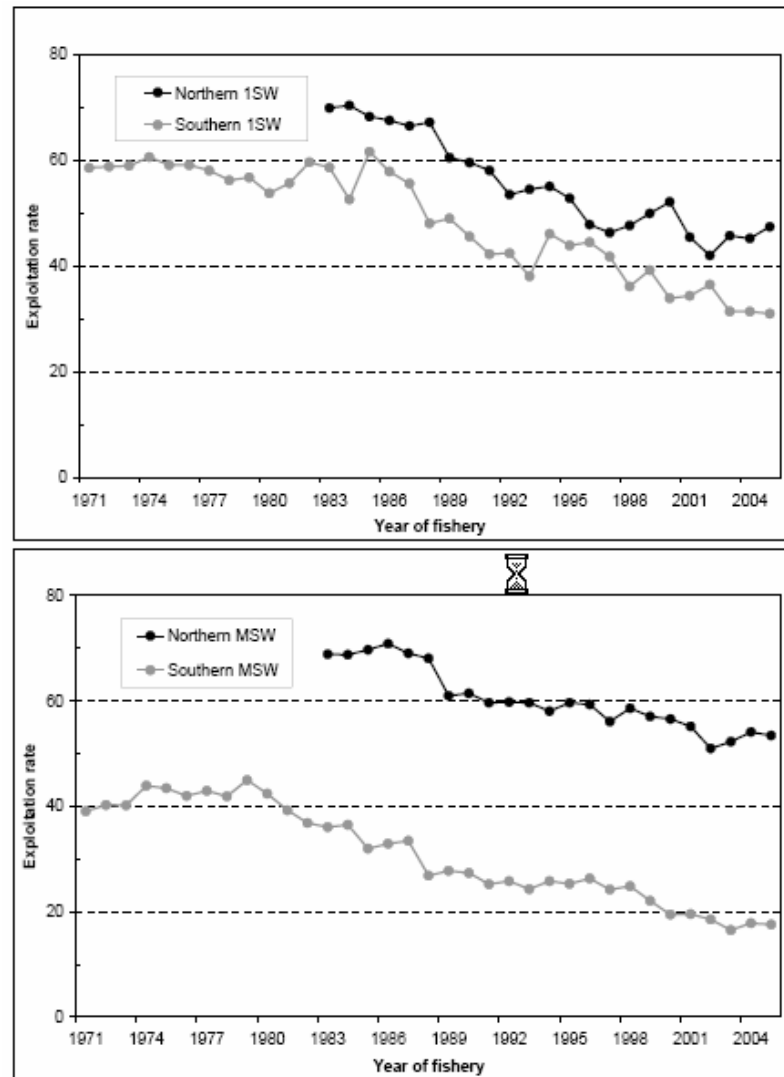 80
Northern 1SW
Southern 1SW
60
Exploitation rate
40
20
0
1971 1974 1977 1980 1983 1986 1989 1992 1995 1998 2001 2004
Year of fishery
80
Northern MSW
Southern MSW
60
Exploitation rate
40
20
0
1971 1974 1977 1980 1983 1986 1989 1992 1995 1998 2001 2004
Year of fishery